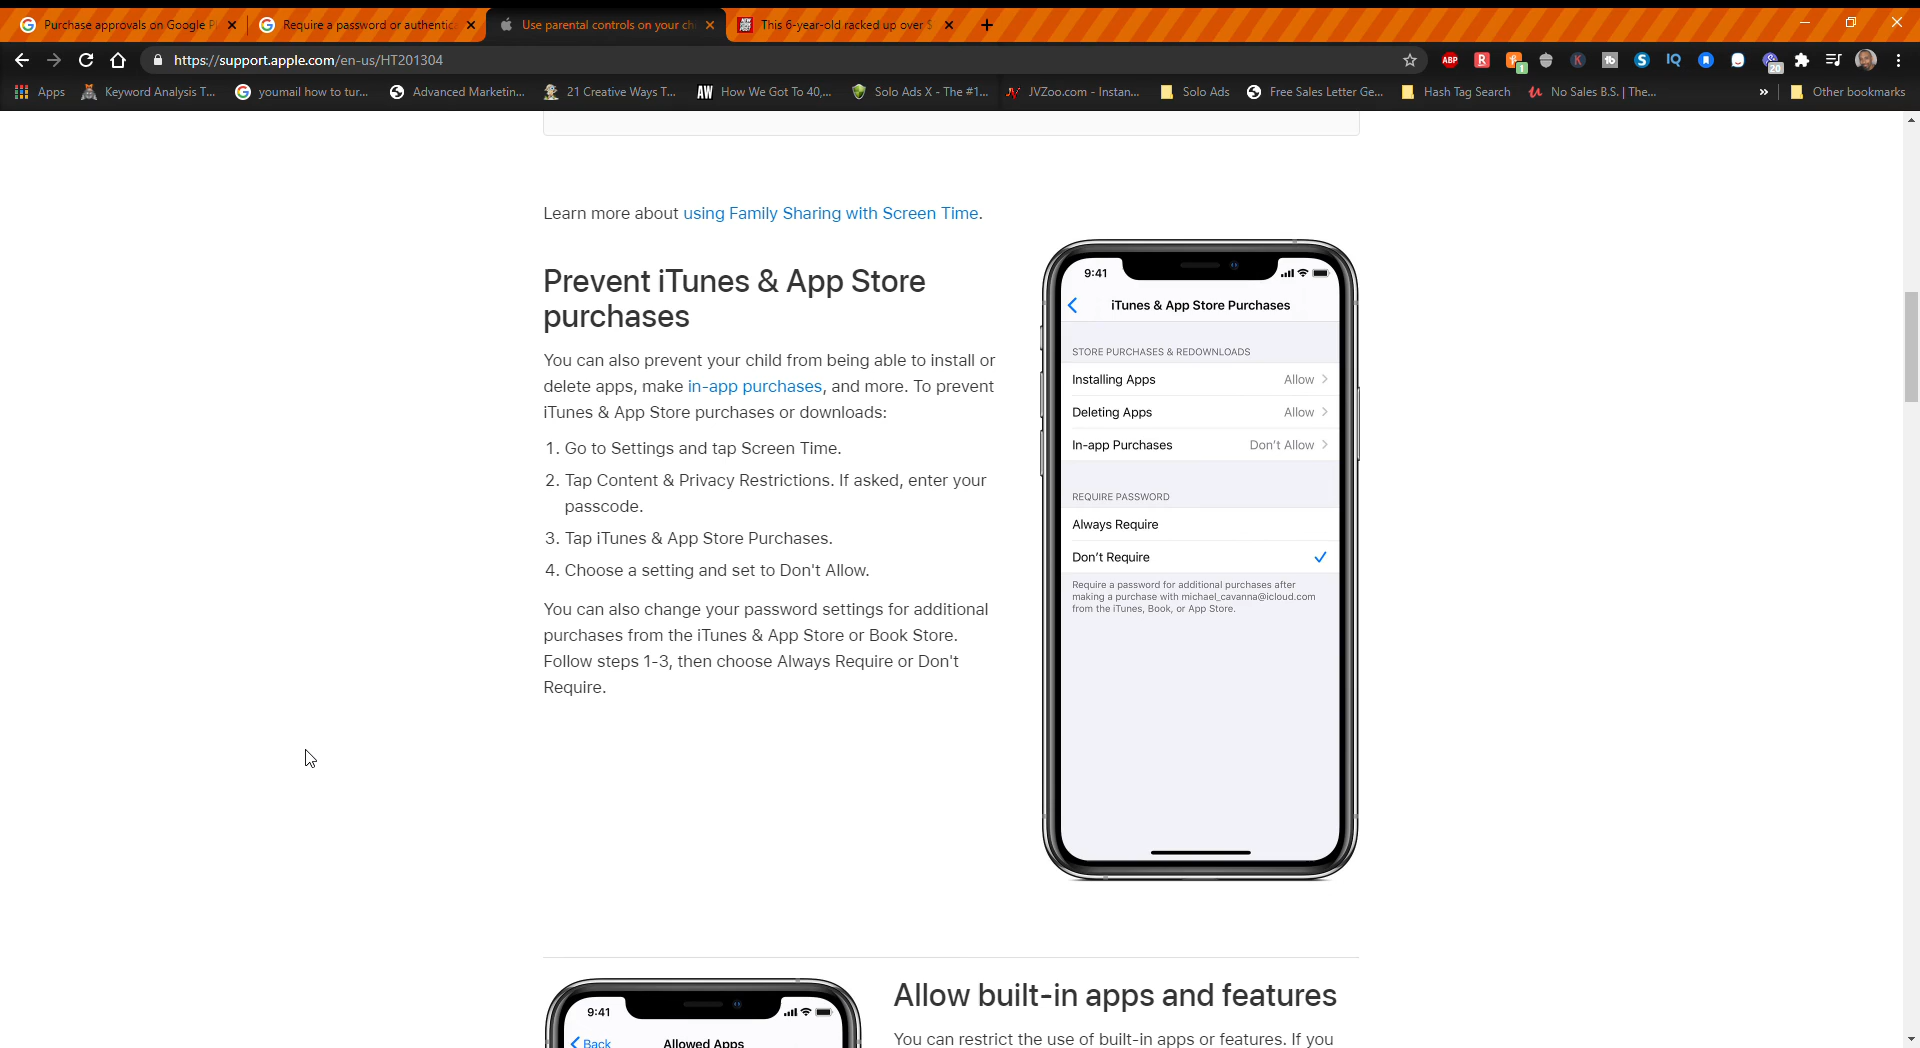 Purchase approvals on Google P
Require a password or authentic
Use parental controls on your ch
This 6-year-old racked up over $
https://support.apple.com/en-us/HT201304
ABP
1
IQ
20
Apps
Keyword Analysis T...
youmail how to tur...
Advanced Marketin...
21 Creative Ways T...
AW
How We Got To 40,...
Solo Ads X - The #1...
JVZoo.com - Instan...
Solo Ads
Free Sales Letter Ge...
Hash Tag Search
No Sales B.S. | The...
»
Other bookmarks
Learn more about using Family Sharing with Screen Time.
Prevent iTunes & App Store
purchases
You can also prevent your child from being able to install or
delete apps, make in-app purchases, and more. To prevent
iTunes & App Store purchases or downloads:
1. Go to Settings and tap Screen Time.
2. Tap Content & Privacy Restrictions. If asked, enter your
passcode.
3. Tap iTunes & App Store Purchases.
4. Choose a setting and set to Don't Allow.
You can also change your password settings for additional
purchases from the iTunes & App Store or Book Store.
Follow steps 1-3, then choose Always Require or Don't
Require.
9:41
iTunes & App Store Purchases
STORE PURCHASES & REDOWNLOADS
Installing Apps Allow
Deleting Apps Allow
In-app Purchases Don't Allow
REQUIRE PASSWORD
Always Require
Don't Require
Require a password for additional purchases after
making a purchase with michael_cavanna@icloud.com
from the iTunes, Book, or App Store.
9:41
Back
Allowed Apps
Allow built-in apps and features
You can restrict the use of built-in apps or features. If you